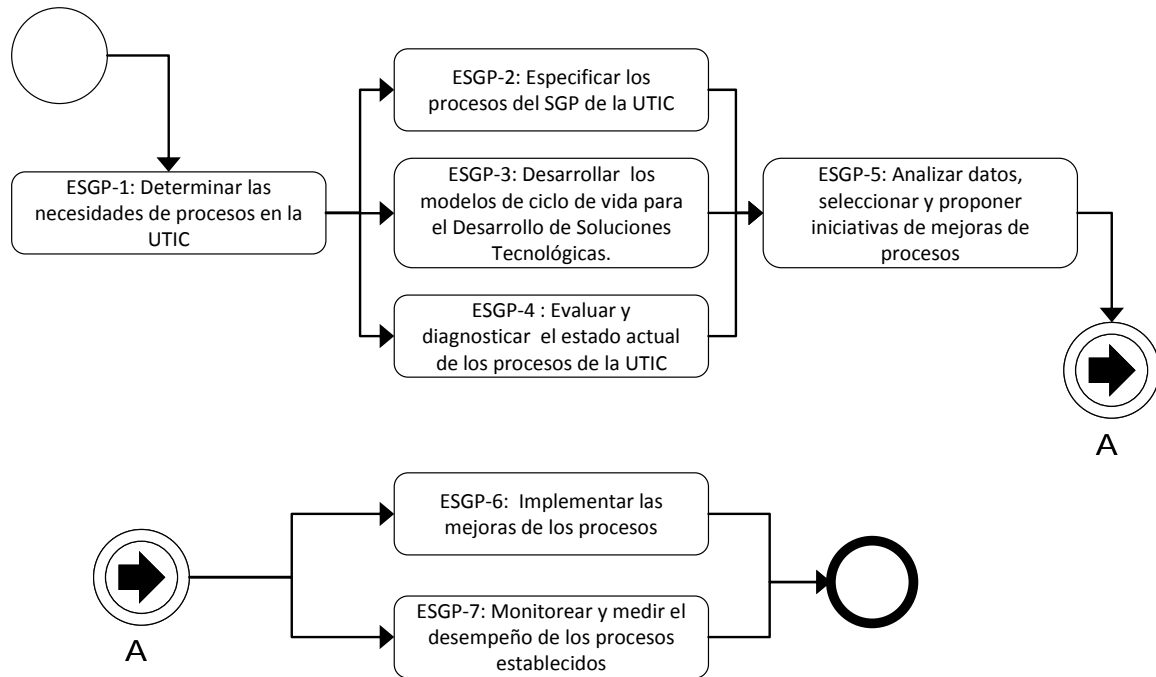 ESGP-1: Determinar las
necesidades de procesos en la
UTIC
ESGP-2: Especificar los
procesos del SGP de la UTIC
ESGP-3: Desarrollar los
modelos de ciclo de vida para
el Desarrollo de Soluciones
Tecnológicas.
ESGP-4 : Evaluar y
diagnosticar el estado actual
de los procesos de la UTIC
ESGP-5: Analizar datos,
seleccionar y proponer
iniciativas de mejoras de
procesos
A
A
ESGP-6: Implementar las
mejoras de los procesos
ESGP-7: Monitorear y medir el
desempeño de los procesos
establecidos